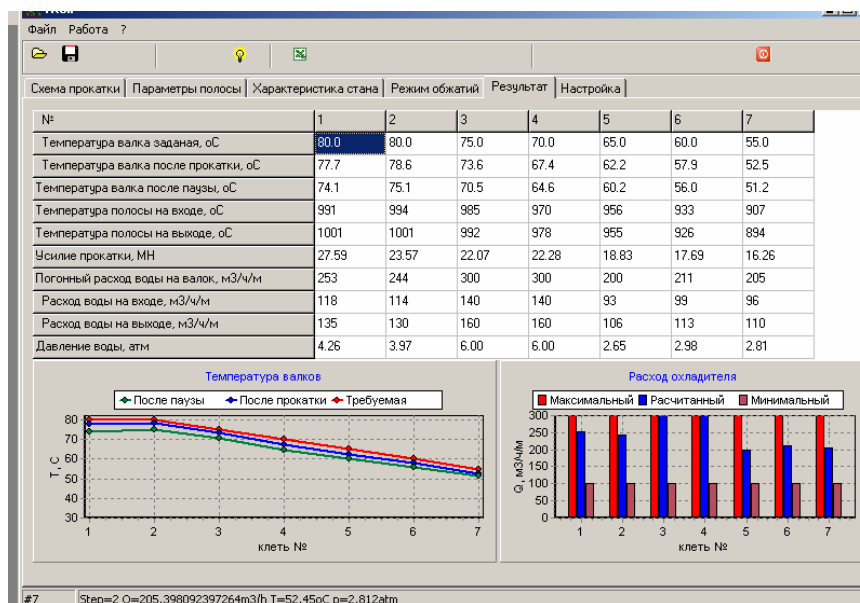 Файл Работа ?
Схема прокатки Параметры полосы Характеристика стана Режим обжатий Результат Настройка
№ 1 2 3 4 5 6 7
Температура валка заданая, оС 80.0 80.0 75.0 70.0 65.0 60.0 55.0
Температура валка после прокатки, оС 77.7 78.6 73.6 67.4 62.2 57.9 52.5
Температура валка после паузы, оС 74.1 75.1 70.5 64.6 60.2 56.0 51.2
Температура полосы на входе, оС 991 994 985 970 956 933 907
Температура полосы на выходе, оС 1001 1001 992 978 955 926 894
Усилие прокатки, МН 27.59 23.57 22.07 22.28 18.83 17.69 16.26
Погонный расход воды на валок, м3/ч/м 253 244 300 300 200 211 205
Расход воды на входе, м3/ч/м 118 114 140 140 93 99 96
Расход воды на выходе, м3/ч/м 135 130 160 160 106 113 110
Давление воды, атм 4.26 3.97 6.00 6.00 2.65 2.98 2.81
Температура валков
После паузы После прокатки Требуемая
Т, С
80
70
60
50
40
30
1 2 3 4 5 6 7
клеть №
Расход охладителя
Максимальный Расчитанный Минимальный
Q, м3/ч/м
300
250
200
150
100
50
0
1 2 3 4 5 6 7
клеть №
#7 Step=2 Q=205.398092397264m3/h T=52.45oC p=2.812atm